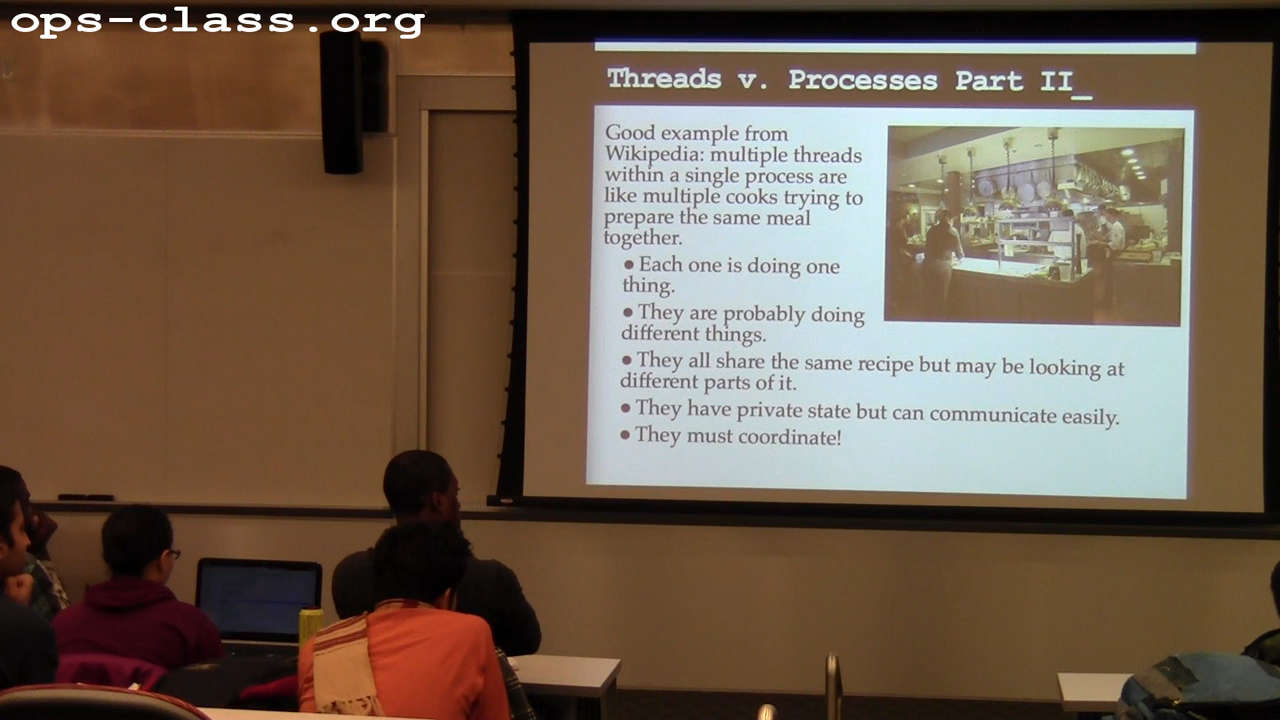 ops-class.org
Threads v. Processes Part II_
Good example from
Wikipedia: multiple threads
within a single process are
like multiple cooks trying to
prepare the same meal
together.
● Each one is doing one
thing.
● They are probably doing
different things.
● They all share the same recipe but may be looking at
different parts of it.
● They have private state but can communicate easily.
● They must coordinate!